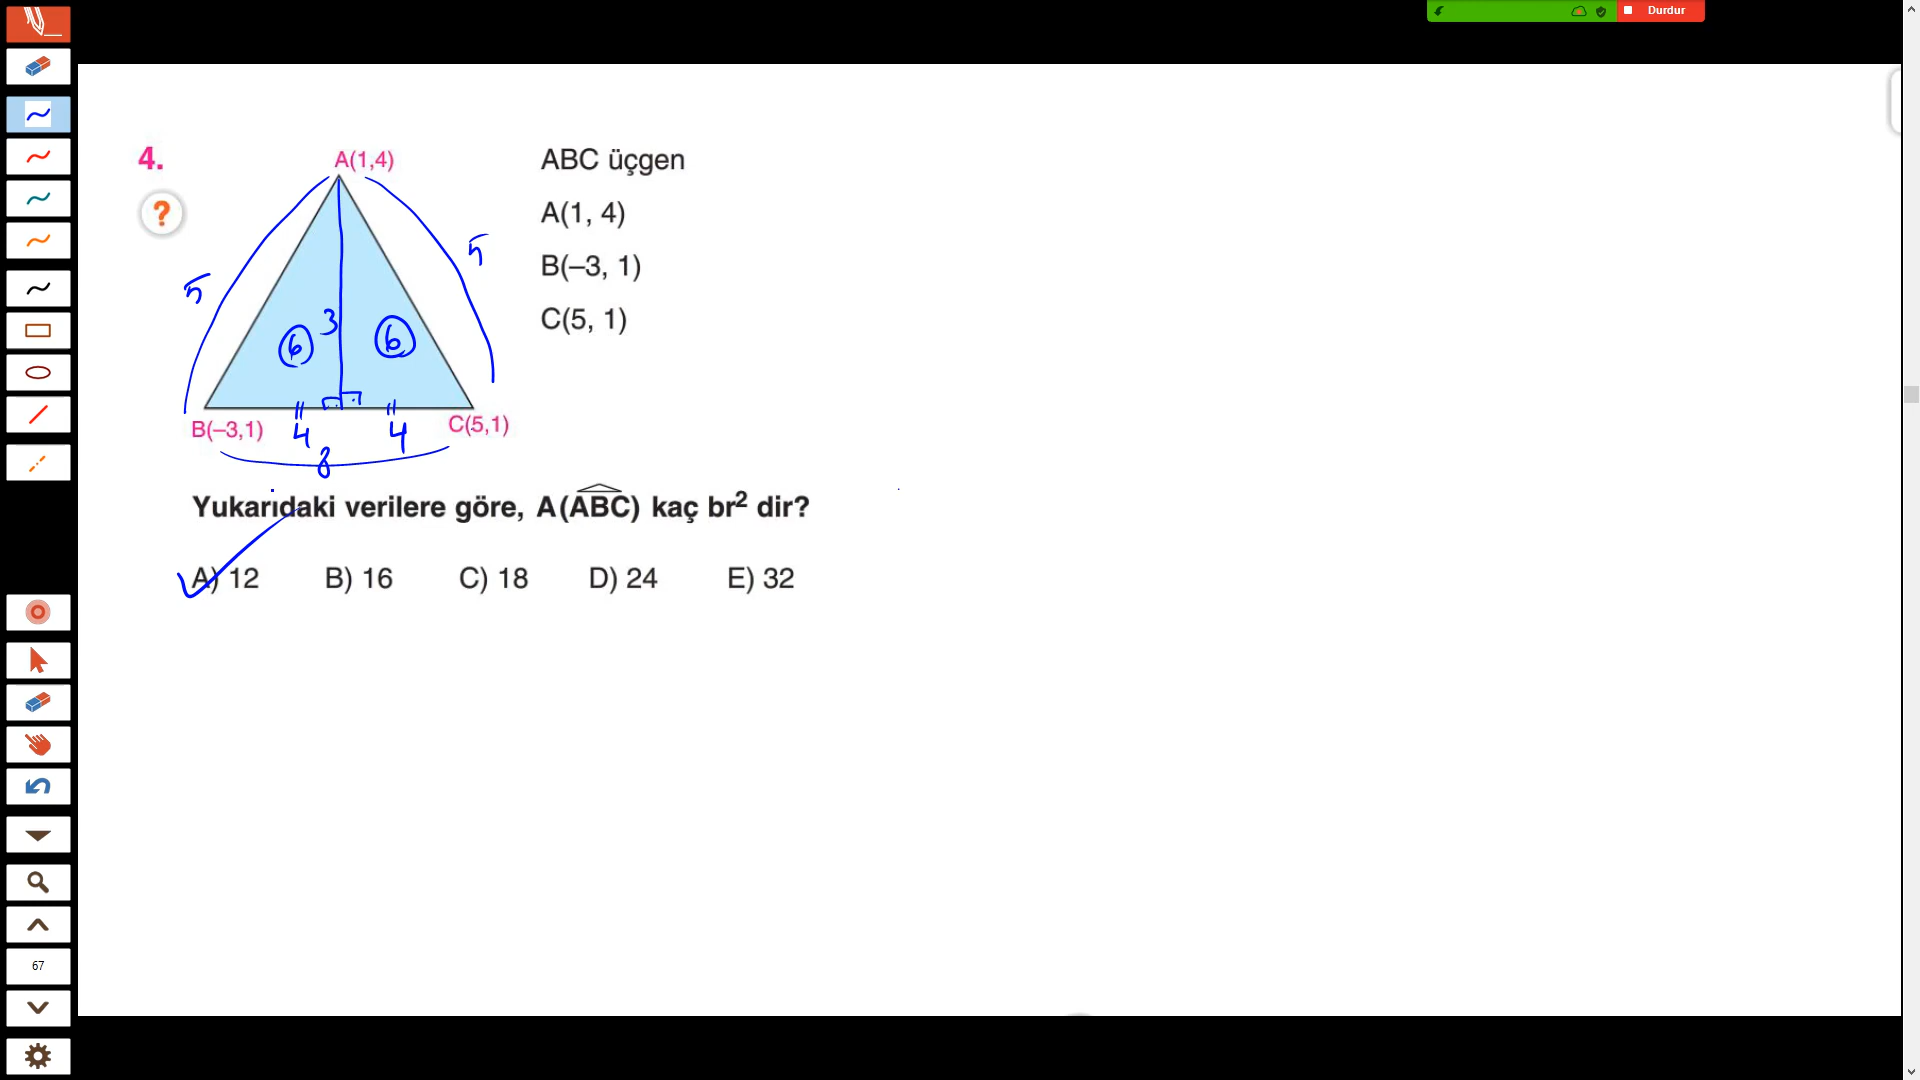 Durdur
4.
A(1,4)
ABC üçgen
A(1, 4)
B(–3, 1)
C(5, 1)
?
5
5
3
6
6
B(–3,1)
C(5,1)
4
4
8
Yukarıdaki verilere göre, A(ABC) kaç br² dir?
A) 12 B) 16 C) 18 D) 24 E) 32
67